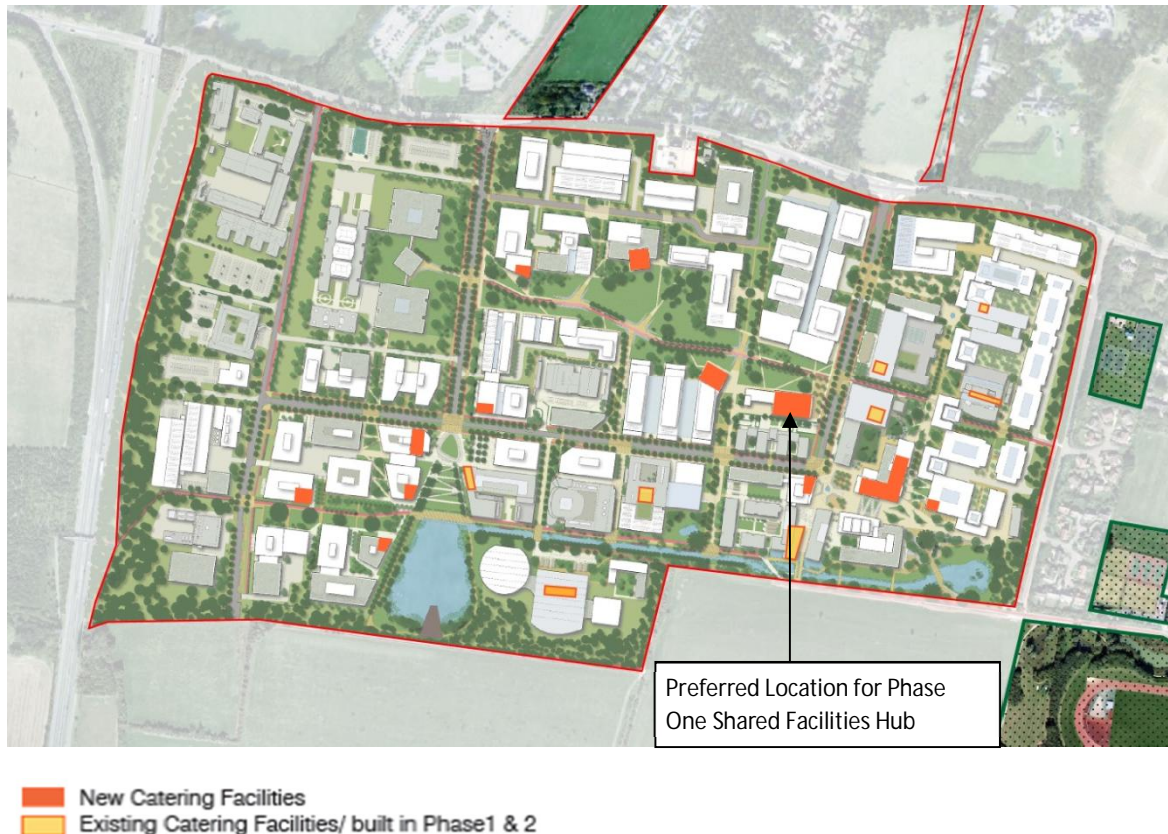 Preferred Location for Phase
One Shared Facilities Hub
New Catering Facilities
Existing Catering Facilities/ built in Phase1 & 2